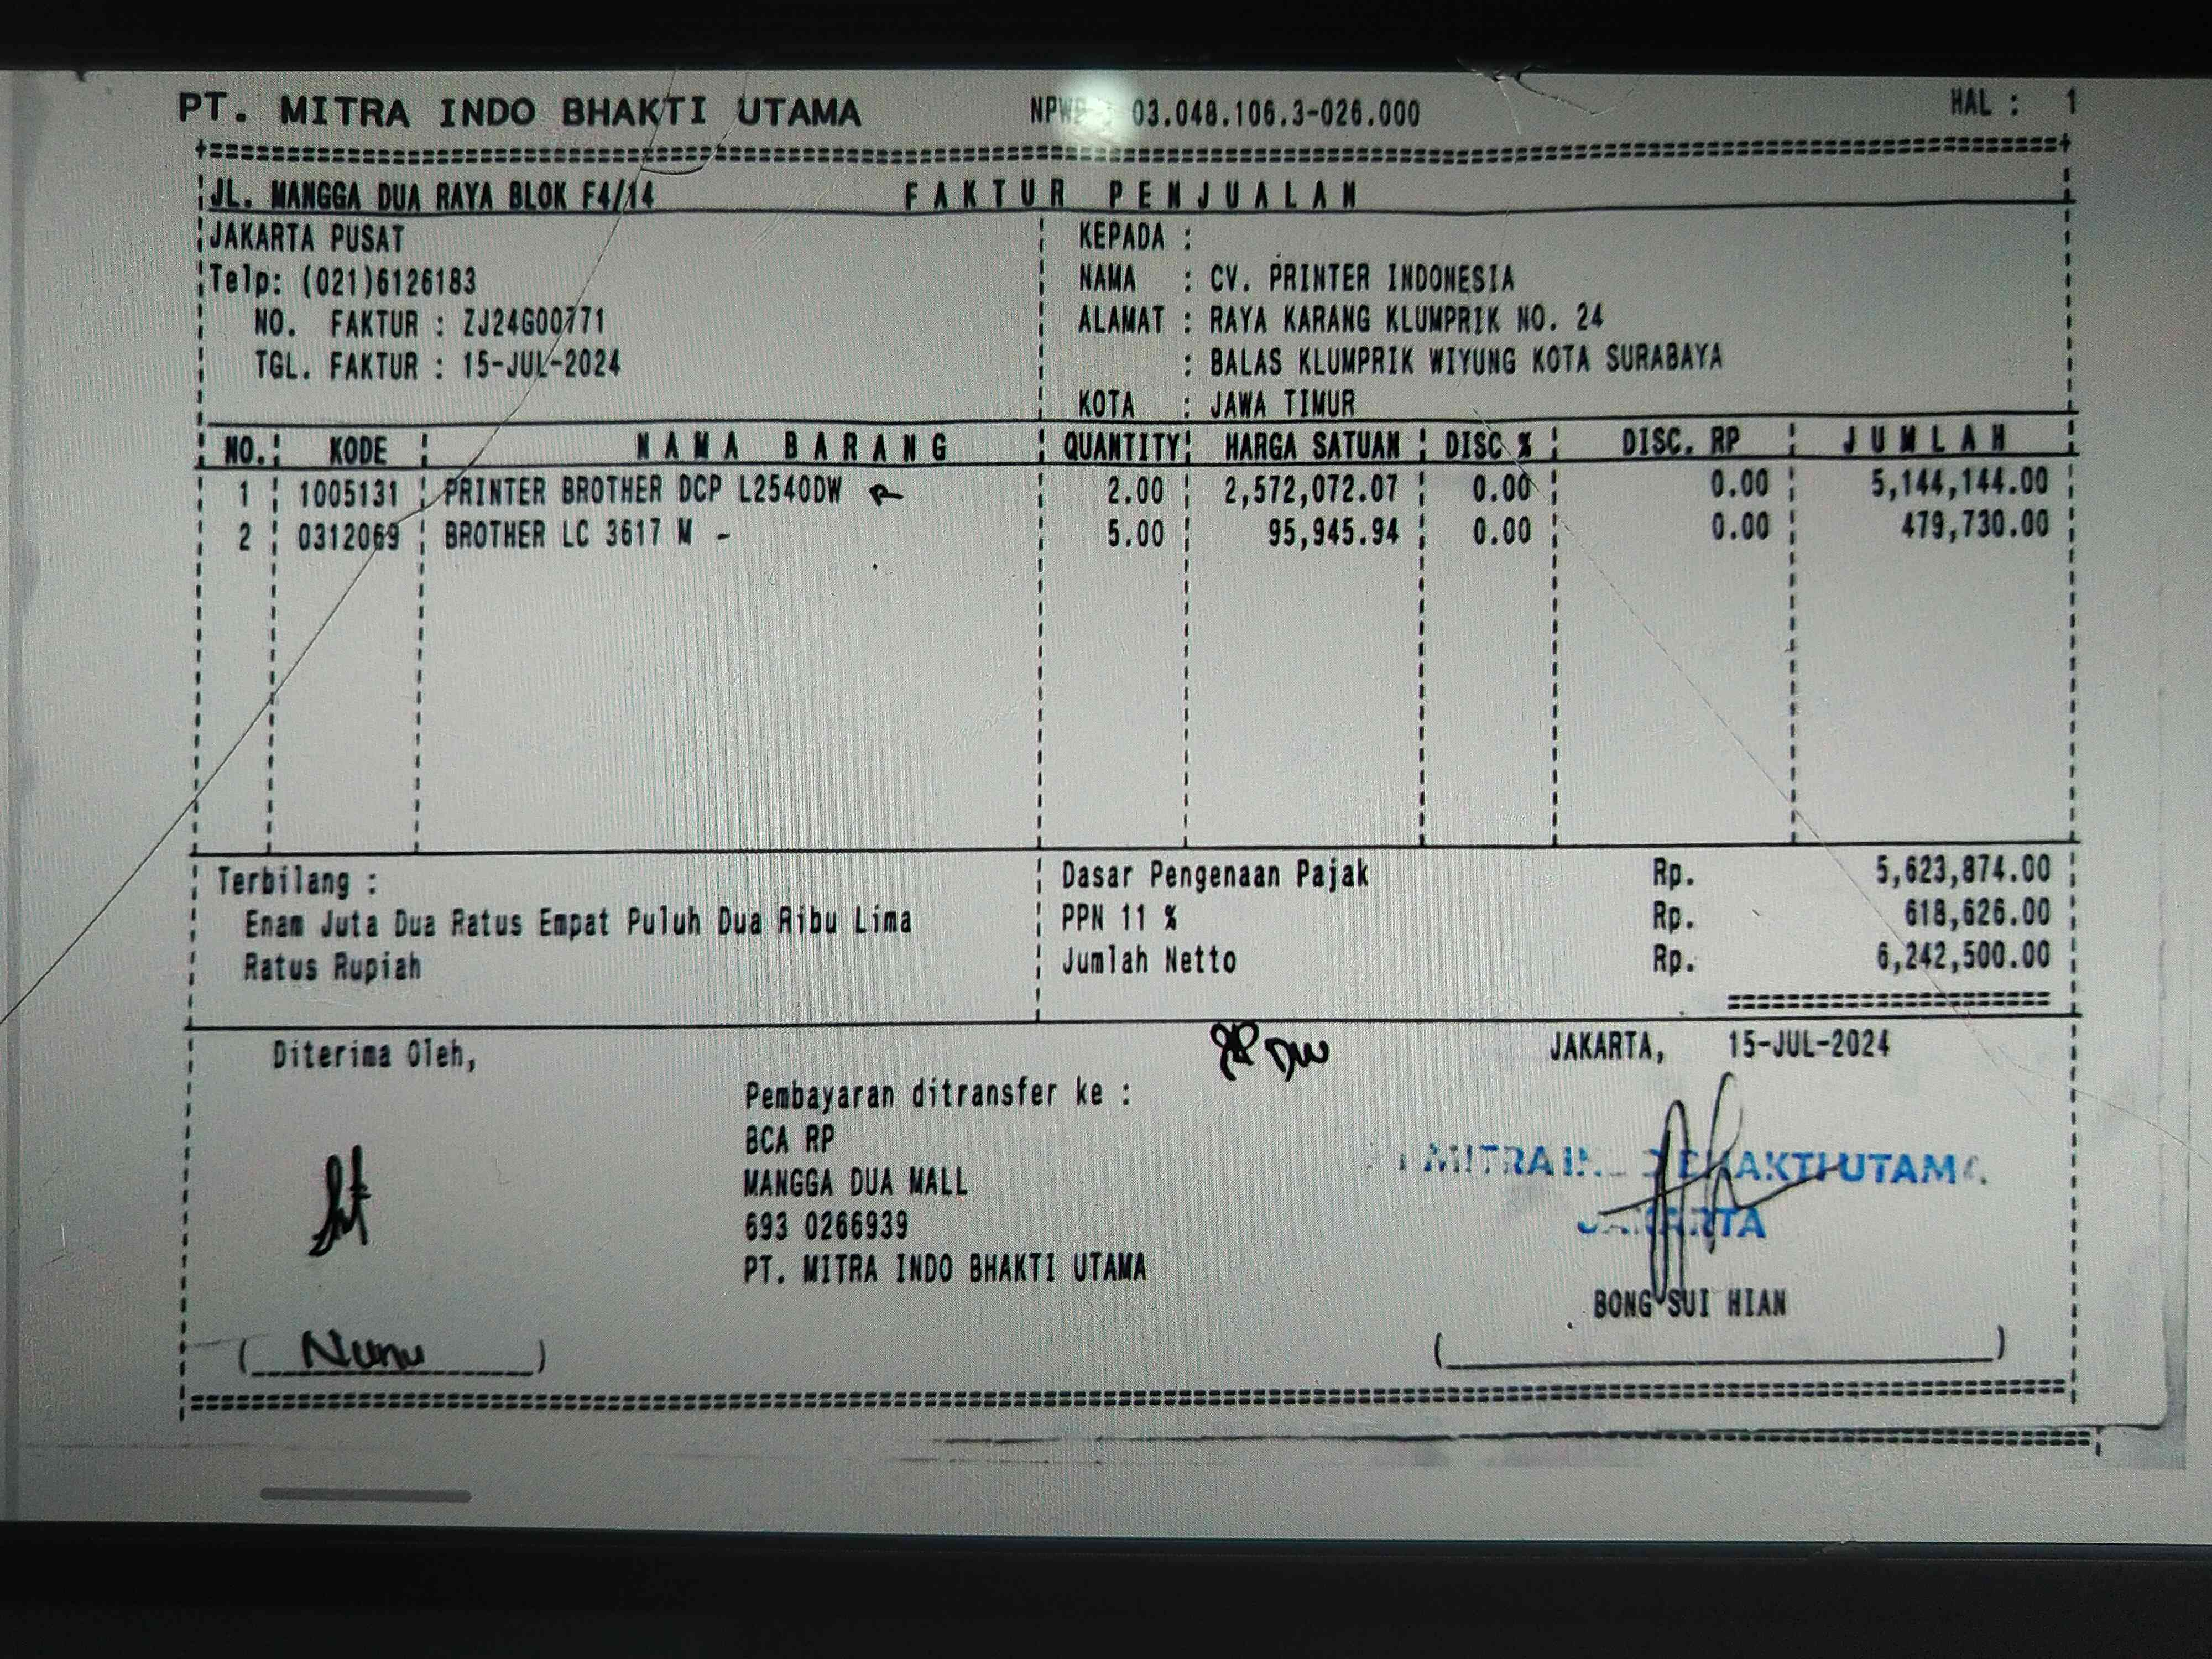 PT. MITRA INDO BHAKTI UTAMA NPWP : 03.048.106.3-026.000 HAL : 1
JL. MANGGA DUA RAYA BLOK F4/14 FAKTUR PENJUALAN
JAKARTA PUSAT KEPADA :
Telp: (021)6126183 NAMA : CV. PRINTER INDONESIA
NO. FAKTUR : ZJ24G00771 ALAMAT : RAYA KARANG KLUMPRIK NO. 24
TGL. FAKTUR : 15-JUL-2024 : BALAS KLUMPRIK WIYUNG KOTA SURABAYA
KOTA : JAWA TIMUR
NO. KODE NAMA BARANG QUANTITY HARGA SATUAN DISC % DISC. RP JUMLAH
1 1005131 PRINTER BROTHER DCP L2540DW 2.00 2,572,072.07 0.00 0.00 5,144,144.00
2 0312069 BROTHER LC 3617 M - 5.00 95,945.94 0.00 0.00 479,730.00
Terbilang : Dasar Pengenaan Pajak Rp. 5,623,874.00
Enam Juta Dua Ratus Empat Puluh Dua Ribu Lima PPN 11 % Rp. 618,626.00
Ratus Rupiah Jumlah Netto Rp. 6,242,500.00
Diterima Oleh, JAKARTA, 15-JUL-2024
Pembayaran ditransfer ke :
BCA RP
MANGGA DUA MALL
693 0266939
PT. MITRA INDO BHAKTI UTAMA
MITRA UTAMA
JAKARTA
BONG SUI HIAN
( Nunu )